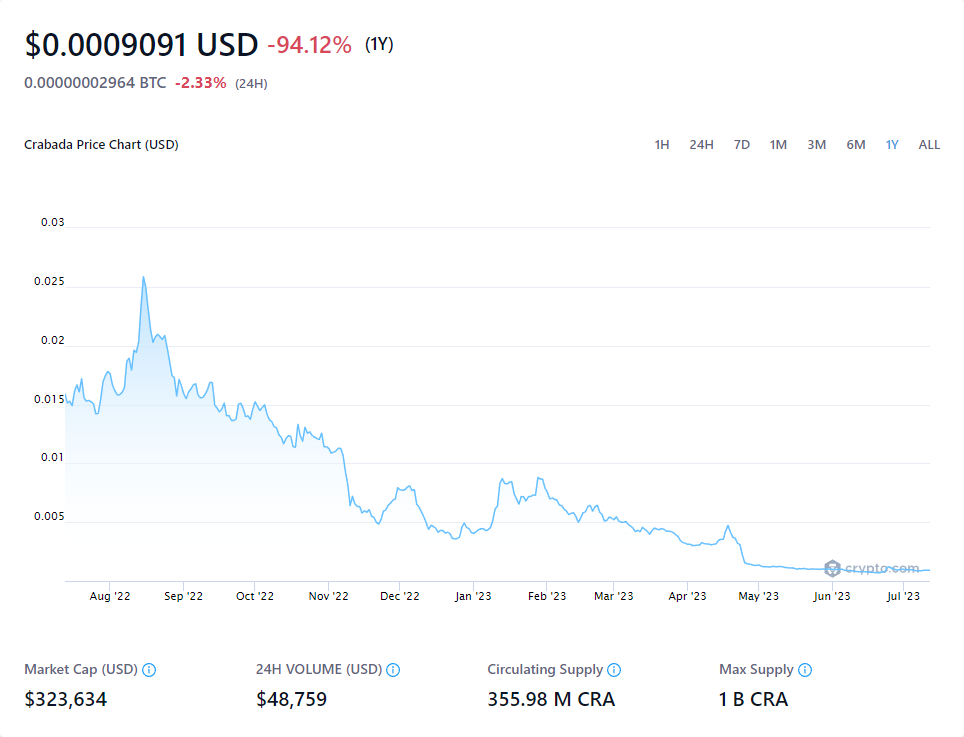 $0.0009091 USD -94.12% (1Y)
0.00000002964 BTC -2.33% (24H)
Crabada Price Chart (USD) 1H 24H 7D 1M 3M 6M 1Y ALL
0.03
0.025
0.02
0.015
0.01
0.005
crypto.com
Aug '22 Sep '22 Oct '22 Nov '22 Dec '22 Jan '23 Feb '23 Mar '23 Apr '23 May '23 Jun '23 Jul '23
Market Cap (USD) 24H VOLUME (USD) Circulating Supply Max Supply
$323,634 $48,759 355.98 M CRA 1 B CRA